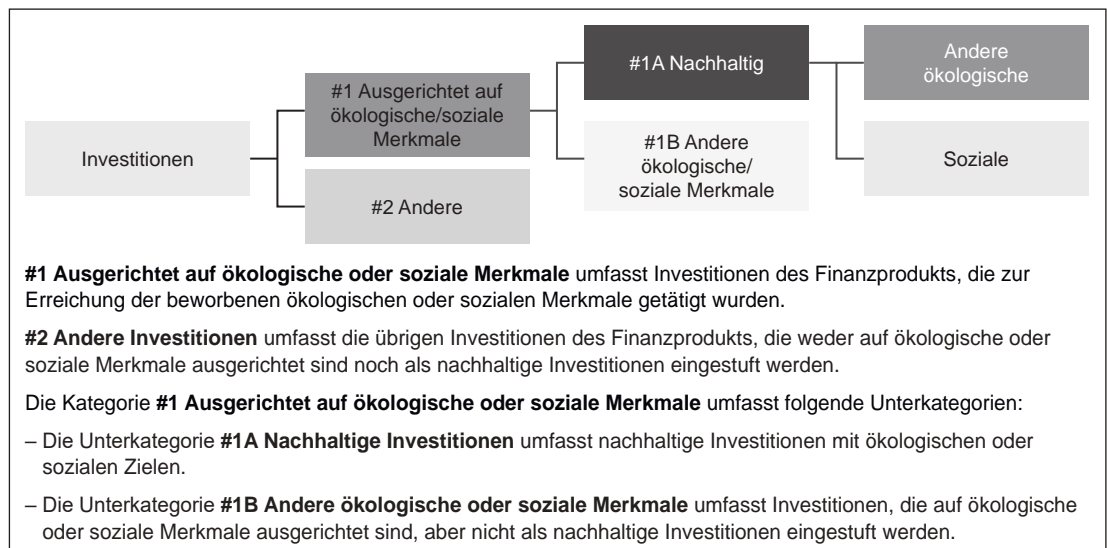 Investitionen
#1 Ausgerichtet auf
ökologische/soziale
Merkmale
#2 Andere
#1A Nachhaltig
#1B Andere
ökologische/
soziale Merkmale
Andere
ökologische
Soziale
#1 Ausgerichtet auf ökologische oder soziale Merkmale umfasst Investitionen des Finanzprodukts, die zur
Erreichung der beworbenen ökologischen oder sozialen Merkmale getätigt wurden.
#2 Andere Investitionen umfasst die übrigen Investitionen des Finanzprodukts, die weder auf ökologische oder
soziale Merkmale ausgerichtet sind noch als nachhaltige Investitionen eingestuft werden.
Die Kategorie #1 Ausgerichtet auf ökologische oder soziale Merkmale umfasst folgende Unterkategorien:
– Die Unterkategorie #1A Nachhaltige Investitionen umfasst nachhaltige Investitionen mit ökologischen oder
sozialen Zielen.
– Die Unterkategorie #1B Andere ökologische oder soziale Merkmale umfasst Investitionen, die auf ökologische
oder soziale Merkmale ausgerichtet sind, aber nicht als nachhaltige Investitionen eingestuft werden.